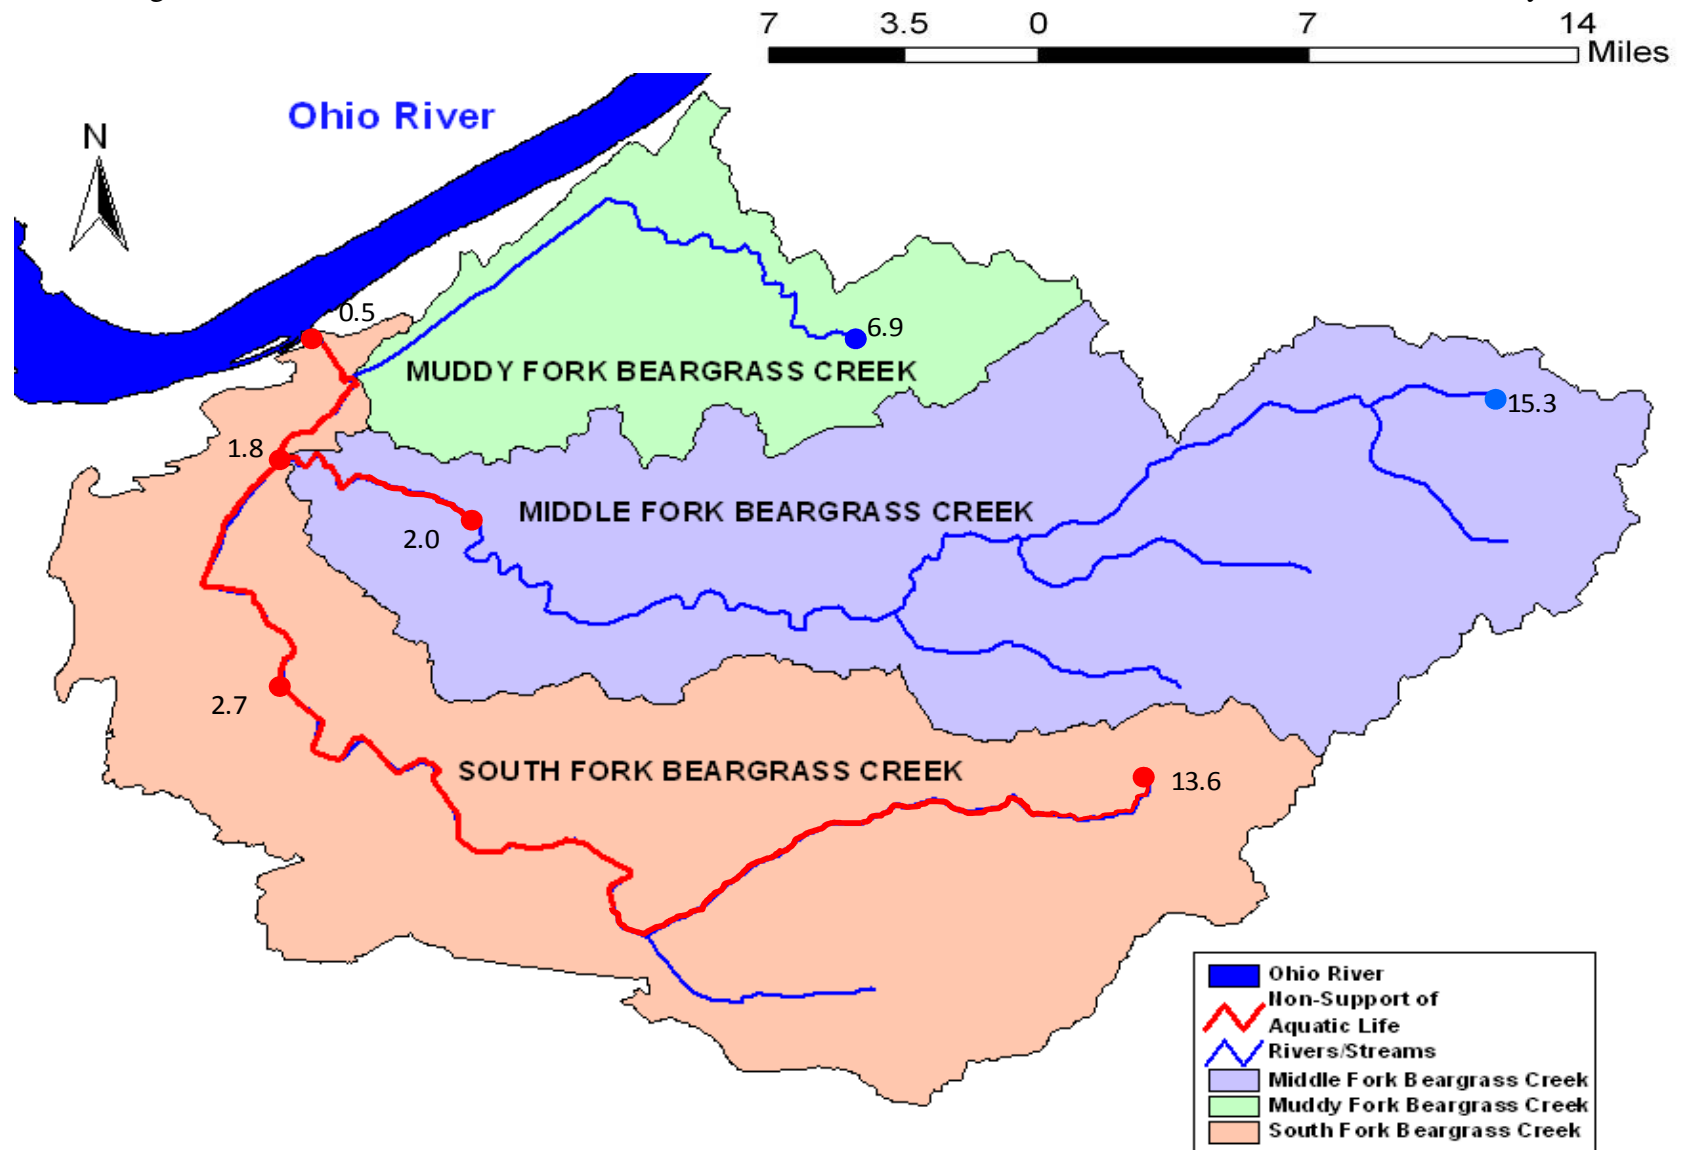 7 3.5 0 7 14
Miles
Ohio River
N
0.5
6.9
MUDDY FORK BEARGRASS CREEK
15.3
1.8
MIDDLE FORK BEARGRASS CREEK
2.0
2.7
SOUTH FORK BEARGRASS CREEK
13.6
Ohio River
Non-Support of
Aquatic Life
Rivers/Streams
Middle Fork Beargrass Creek
Muddy Fork Beargrass Creek
South Fork Beargrass Creek